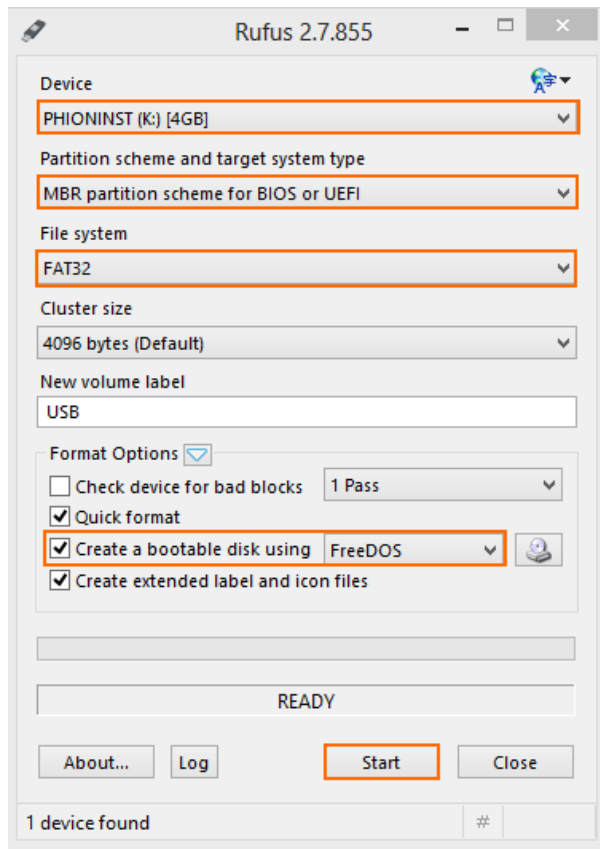 Rufus 2.7.855
Device
PHIONINST (K:) [4GB]
Partition scheme and target system type
MBR partition scheme for BIOS or UEFI
File system
FAT32
Cluster size
4096 bytes (Default)
New volume label
USB
Format Options
Check device for bad blocks 1 Pass
Quick format
Create a bootable disk using FreeDOS
Create extended label and icon files
READY
About... Log Start Close
1 device found #